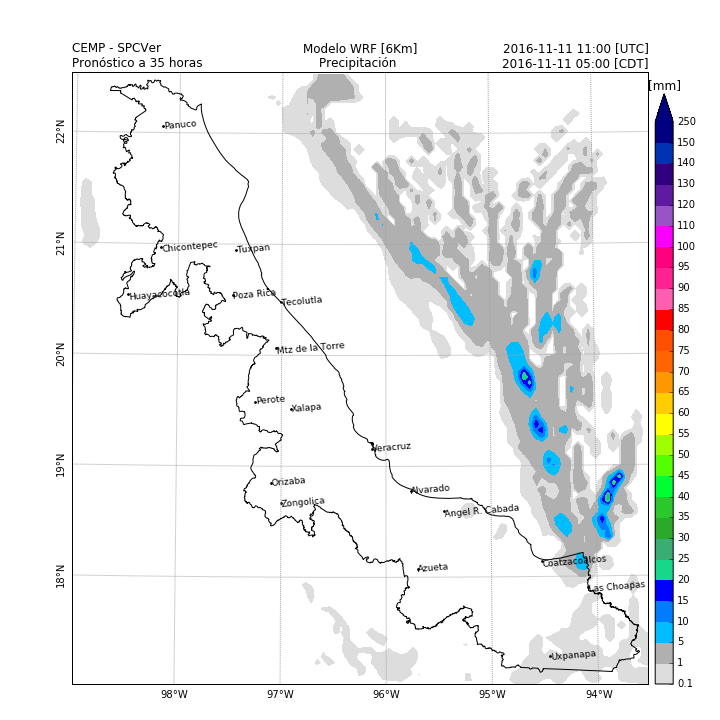 CEMP - SPCVer
Modelo WRF [6Km]
2016-11-11 11:00 [UTC]
Pronóstico a 35 horas
Precipitación
2016-11-11 05:00 [CDT]
[mm]
250
150
140
130
120
110
100
95
90
85
80
75
70
65
60
55
50
45
40
35
30
25
20
15
10
5
1
0.1
22°N
21°N
20°N
19°N
18°N
98°W
97°W
96°W
95°W
94°W
Panuco
Chicontepec
Tuxpan
Huayacocotla
Poza Rica
Tecolutla
Mtz de la Torre
Perote
Xalapa
Veracruz
Orizaba
Alvarado
Zongolica
Angel R. Cabada
Azueta
Coatzacoalcos
Las Choapas
Uxpanapa